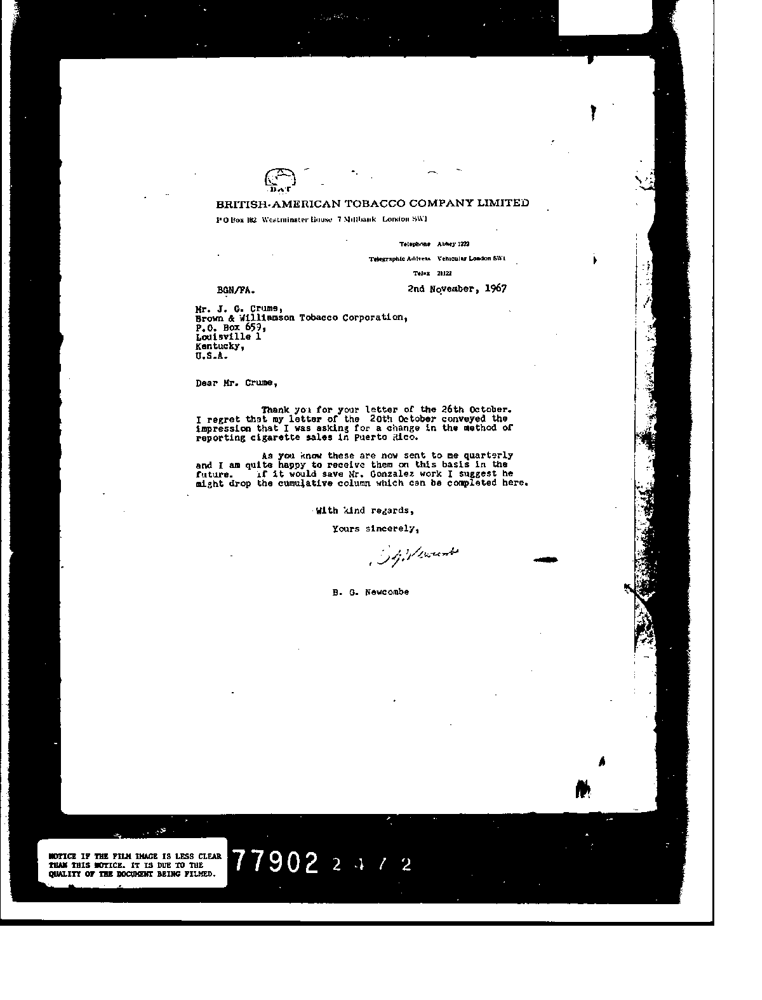 BAT
BRITISH-AMERICAN TOBACCO COMPANY LIMITED
P O Box 182 Westminster House 7 Millbank London SW1
Telephone Abbey 1222
Telegraphic Address Vehicular London SW1
Telex 21122
BGN/FA. 2nd November, 1967
Mr. J. G. Crume,
Brown & Williamson Tobacco Corporation,
P.O. Box 659,
Louisville 1
Kentucky,
U.S.A.
Dear Mr. Crume,
Thank you for your letter of the 26th October.
I regret that my letter of the 20th October conveyed the
impression that I was asking for a change in the method of
reporting cigarette sales in Puerto Rico.
As you know these are now sent to me quarterly
and I am quite happy to receive them on this basis in the
future. If it would save Mr. Gonzalez work I suggest he
might drop the cumulative column which can be completed here.
With kind regards,
Yours sincerely,
B. G. Newcombe
NOTICE IF THE FILM IMAGE IS LESS CLEAR
THAN THIS NOTICE. IT IS DUE TO THE
QUALITY OF THE DOCUMENT BEING FILMED.
77902 2472